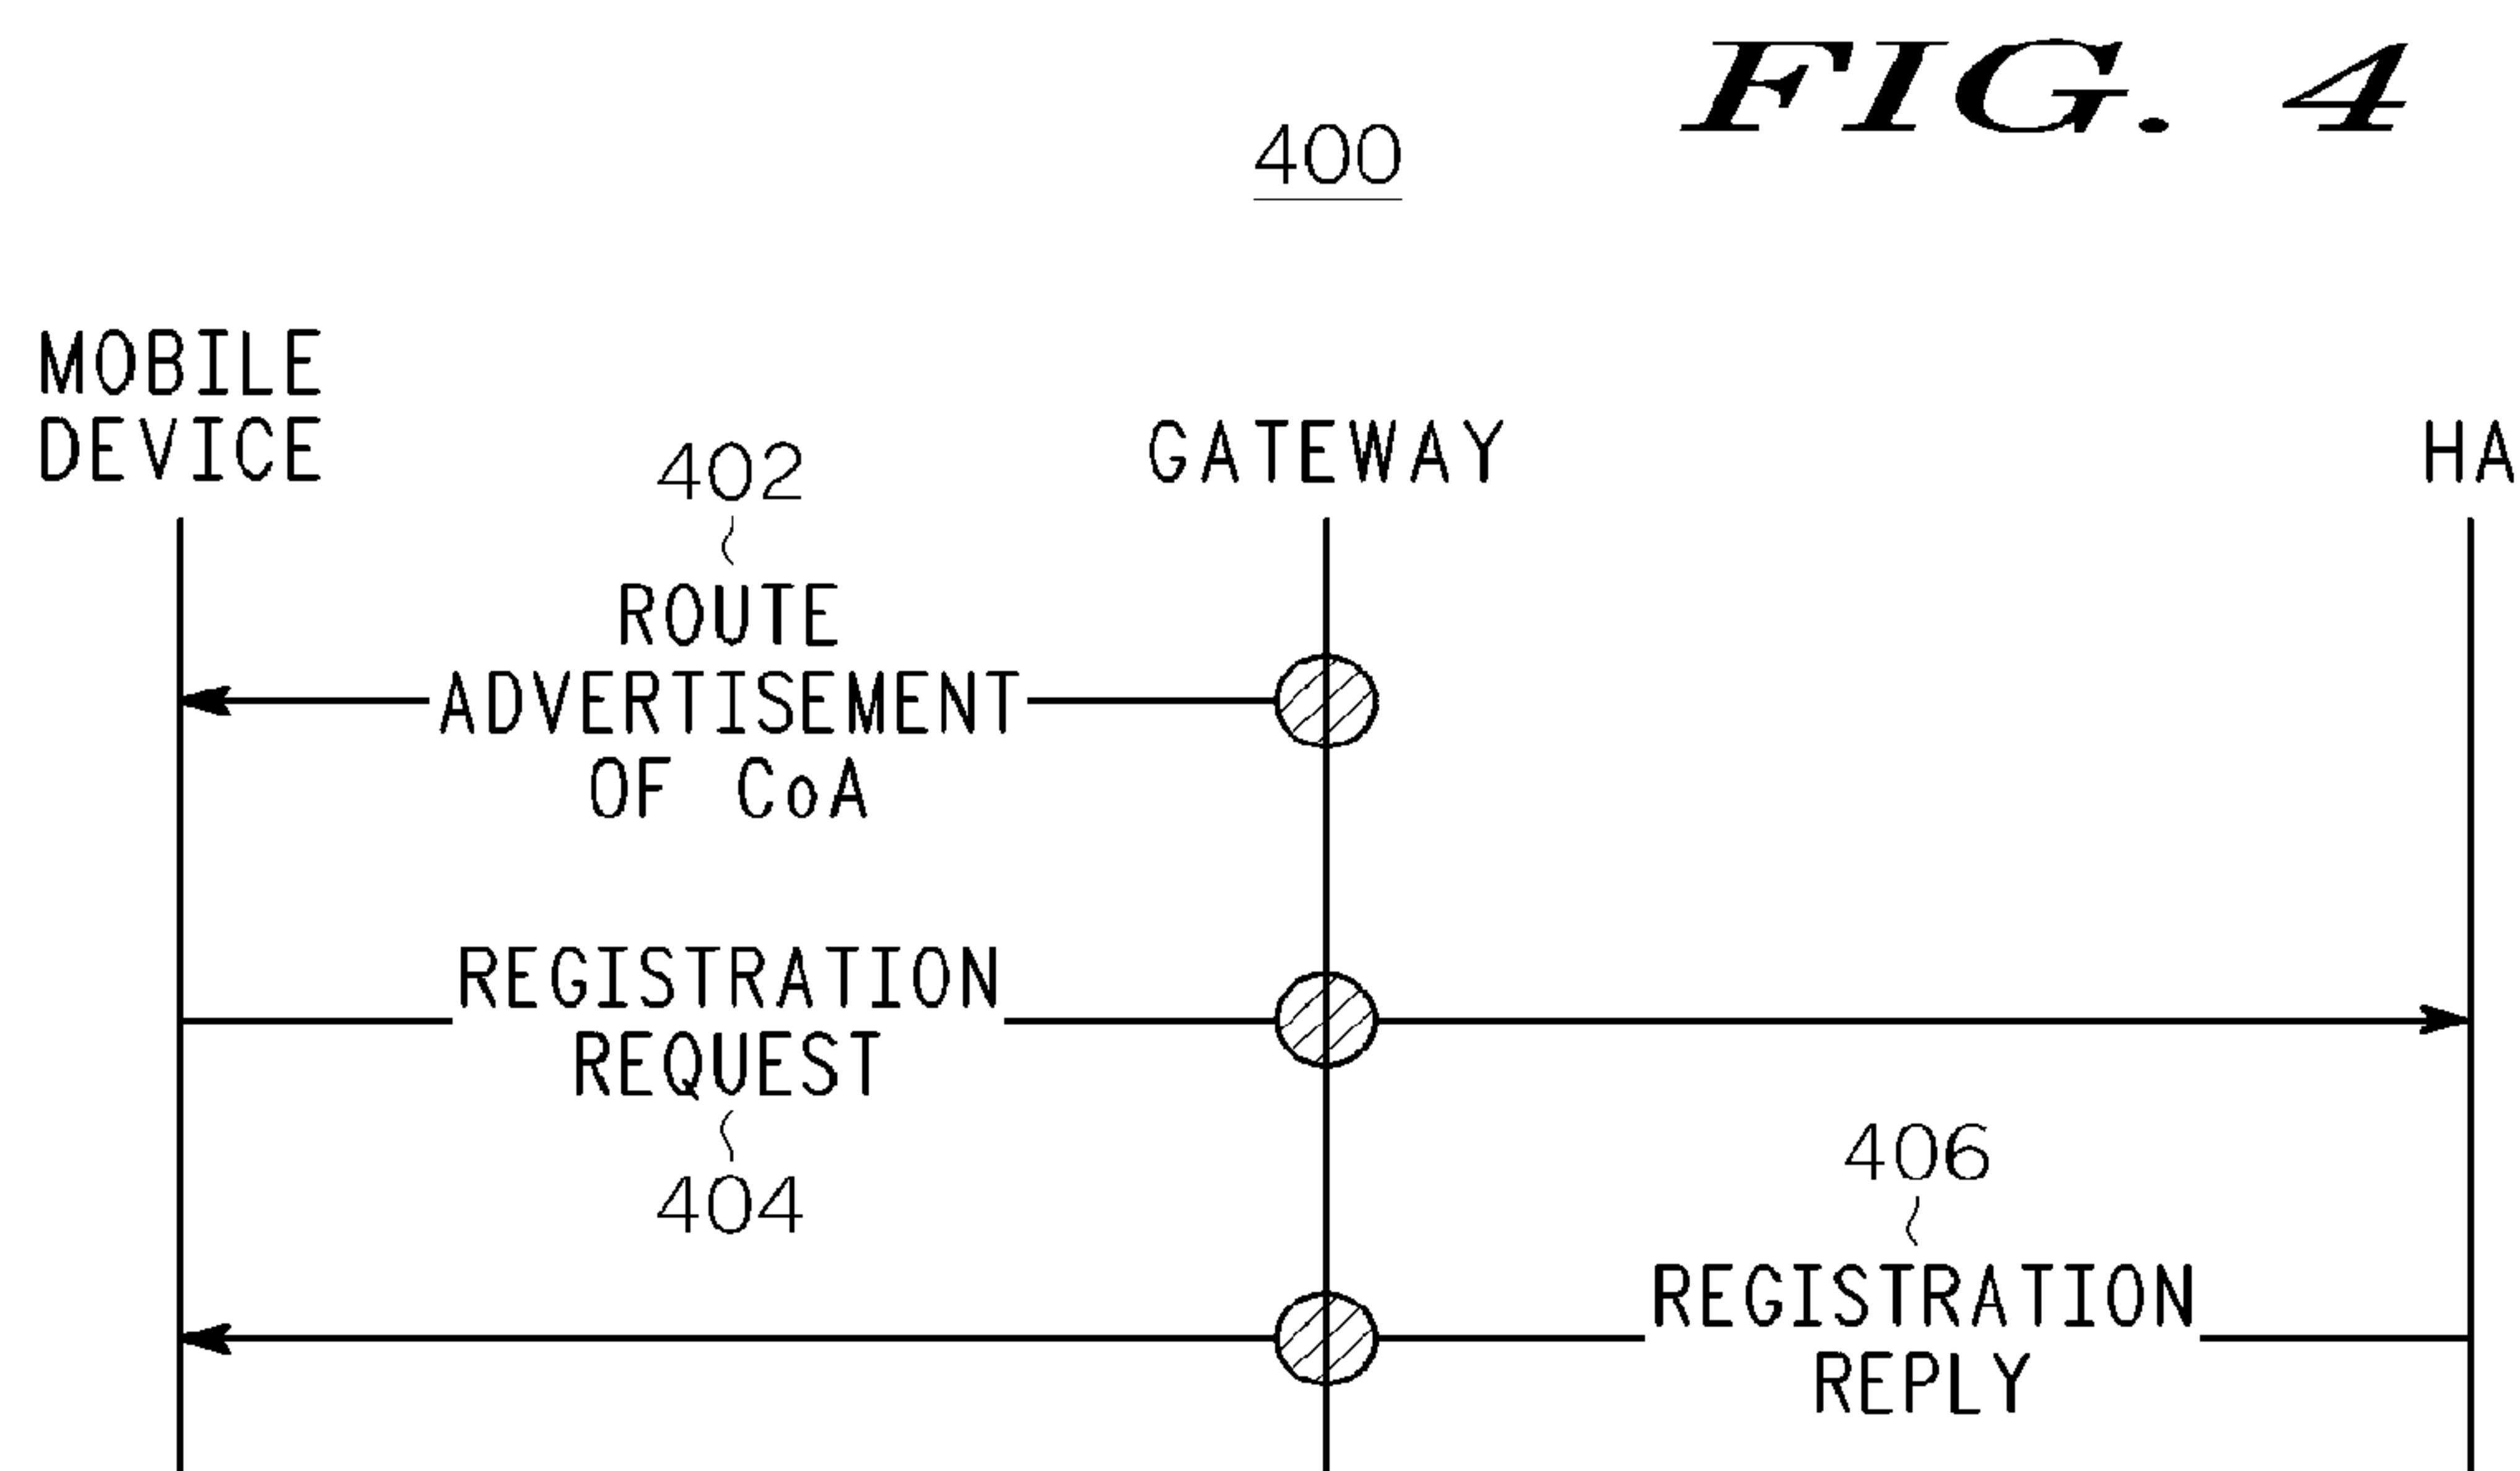 FIG. 4
400
MOBILE
DEVICE
GATEWAY
HA
402
ROUTE
ADVERTISEMENT
OF CoA
REGISTRATION
REQUEST
404
406
REGISTRATION
REPLY